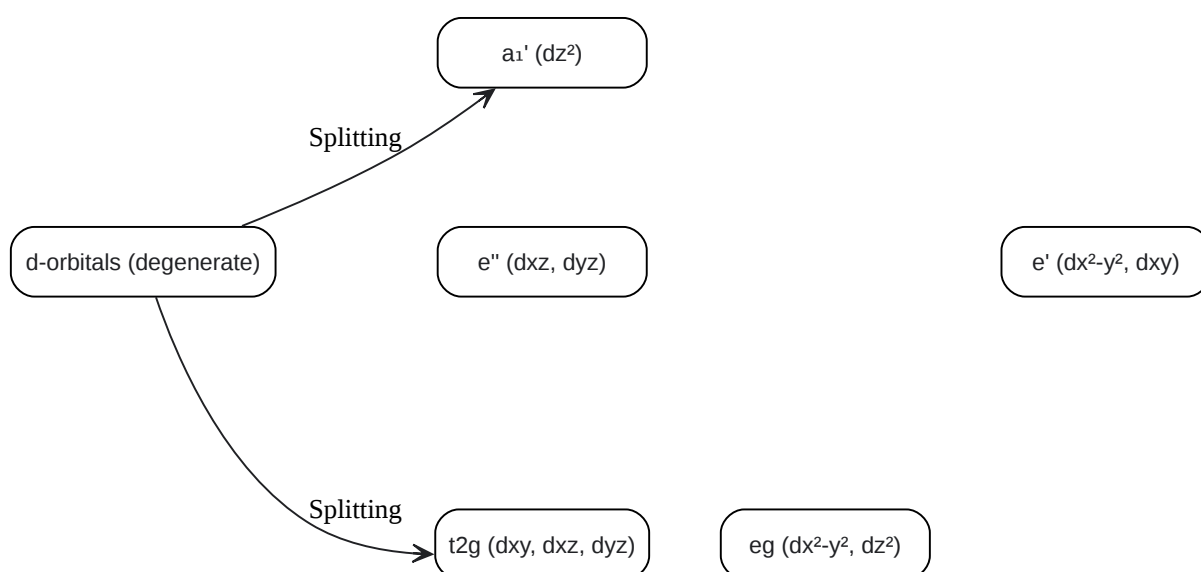 a₁' (dz²)
Splitting
d-orbitals (degenerate)
e'' (dxz, dyz)
e' (dx²-y², dxy)
Splitting
t2g (dxy, dxz, dyz)
eg (dx²-y², dz²)